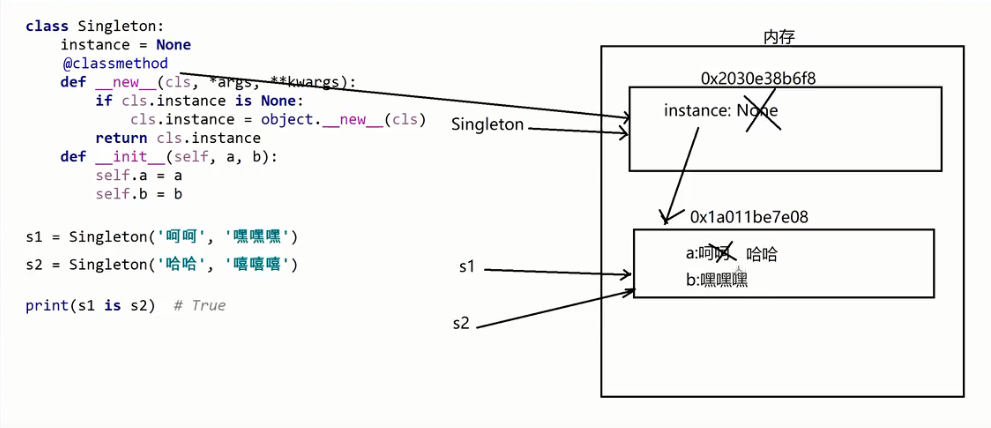 class Singleton:
instance = None
@classmethod
def __new__(cls, *args, **kwargs):
if cls.instance is None:
cls.instance = object.__new__(cls)
return cls.instance
def __init__(self, a, b):
self.a = a
self.b = b
s1 = Singleton('呵呵', '嘿嘿嘿')
s2 = Singleton('哈哈', '嘻嘻嘻')
print(s1 is s2)  # True
内存
0x2030e38b6f8
instance: None
Singleton
0x1a011be7e08
a:呵呵 哈哈
b:嘿嘿嘿
s1
s2